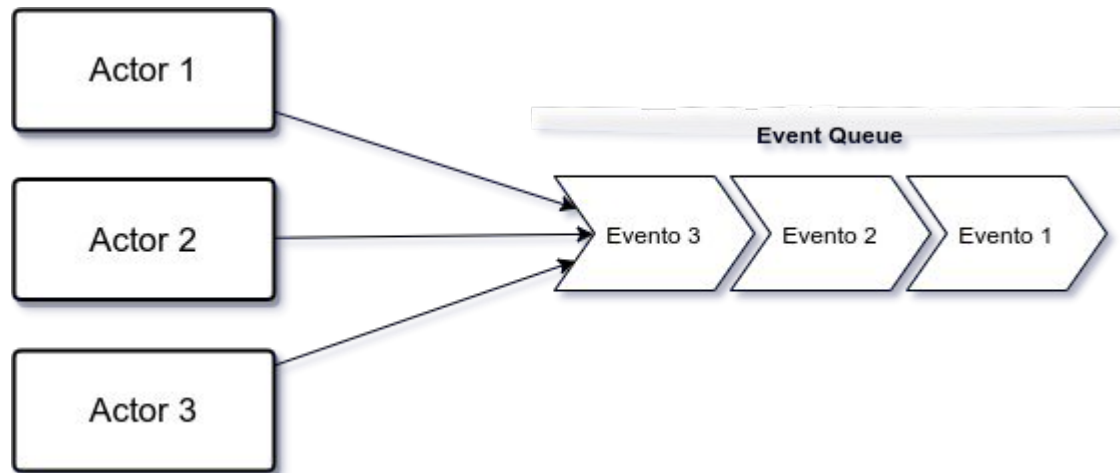 Actor 1
Event Queue
Actor 2
Evento 3 Evento 2 Evento 1
Actor 3